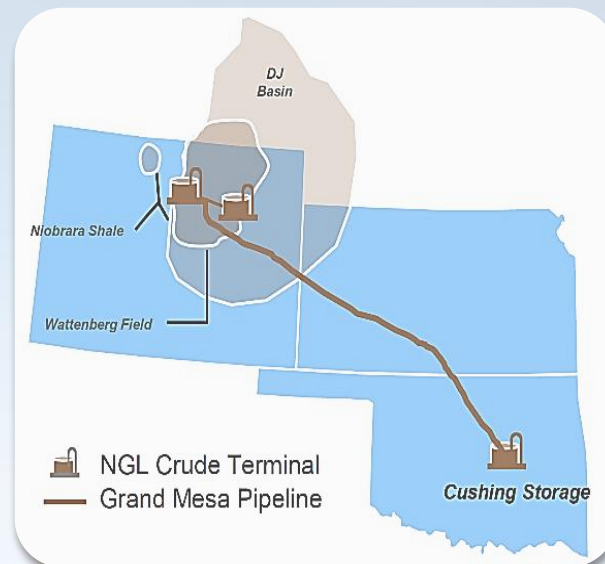 DJ
Basin
Niobrara Shale
Wattenberg Field
NGL Crude Terminal
Grand Mesa Pipeline
Cushing Storage